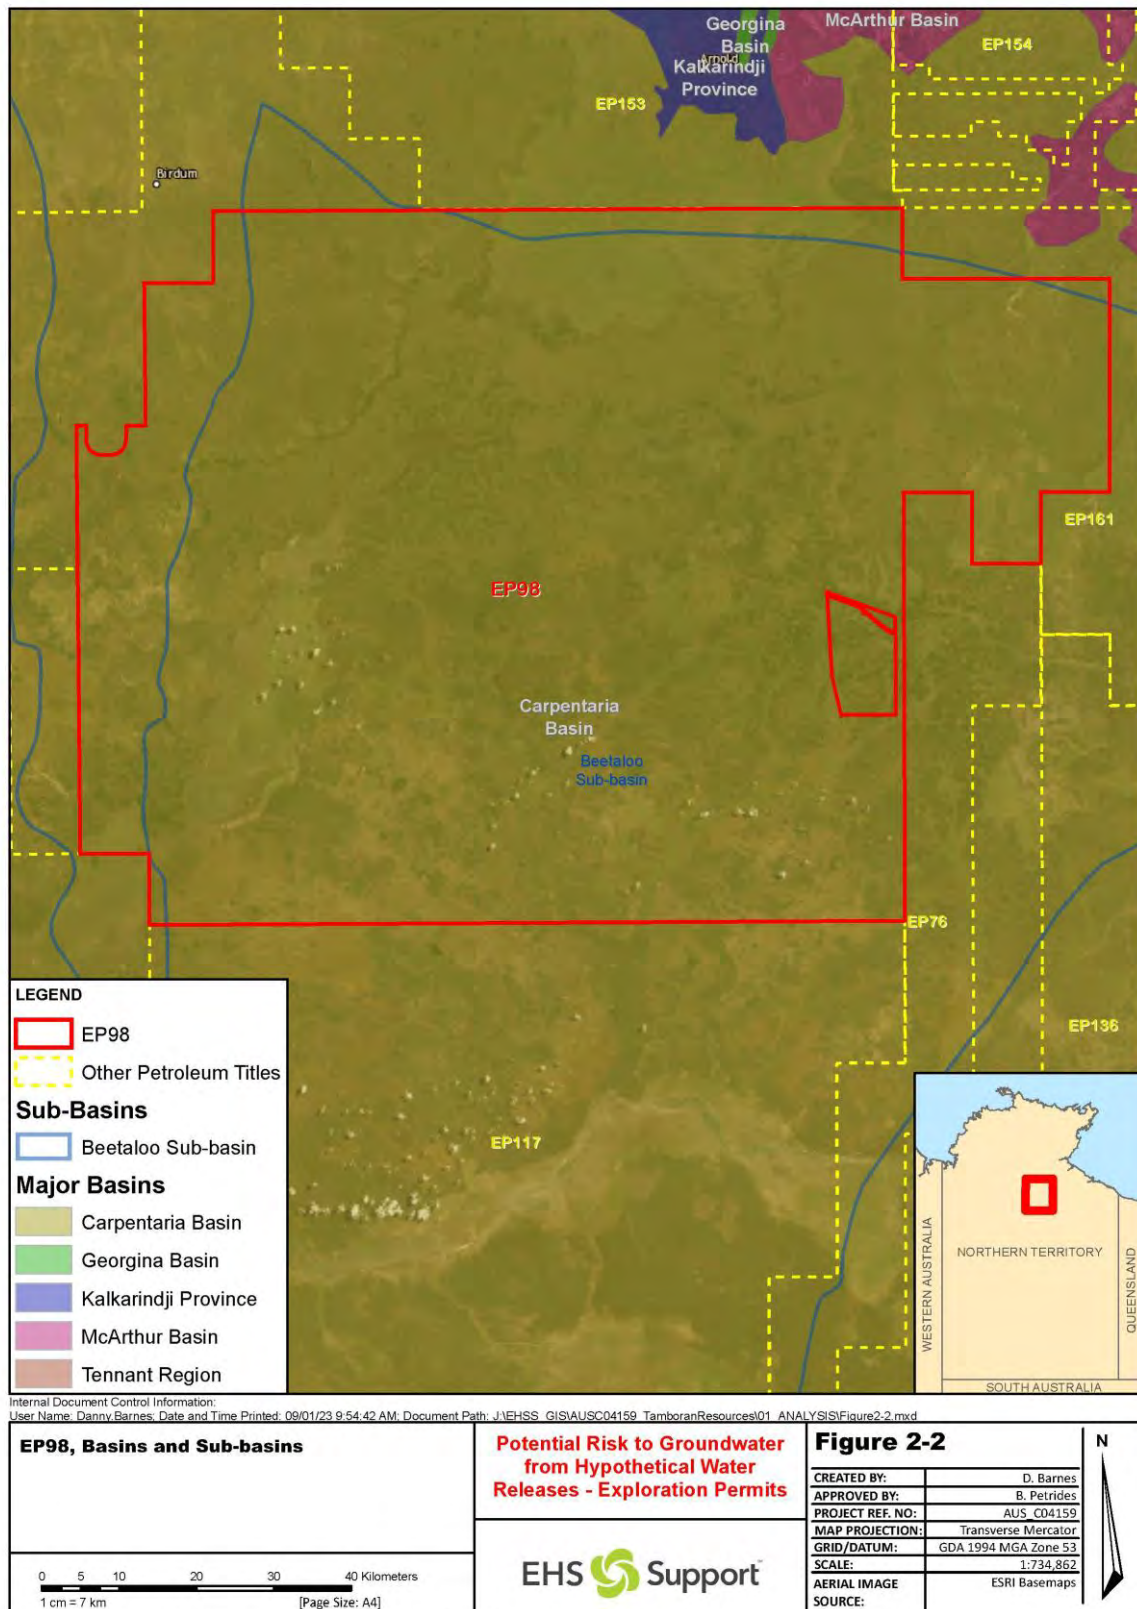 Georgina
Basin
McArthur Basin
EP154
Arnold
Kalkarindji
Province
EP153
Birdum
EP161
EP98
Carpentaria
Basin
Beetaloo
Sub-basin
EP76
EP136
EP117
LEGEND
EP98
Other Petroleum Titles
Sub-Basins
Beetaloo Sub-basin
Major Basins
Carpentaria Basin
Georgina Basin
Kalkarindji Province
McArthur Basin
Tennant Region
WESTERN AUSTRALIA
NORTHERN TERRITORY
QUEENSLAND
SOUTH AUSTRALIA
Internal Document Control Information:
User Name: Danny.Barnes; Date and Time Printed: 09/01/23 9:54:42 AM; Document Path: J:\EHSS_GIS\AUSC04159_TamboranResources\01_ANALYSIS\Figure2-2.mxd
EP98, Basins and Sub-basins
0 5 10 20 30 40 Kilometers
1 cm = 7 km [Page Size: A4]
Potential Risk to Groundwater
from Hypothetical Water
Releases - Exploration Permits
EHS Support
Figure 2-2
CREATED BY: D. Barnes
APPROVED BY: B. Petrides
PROJECT REF. NO: AUS_C04159
MAP PROJECTION: Transverse Mercator
GRID/DATUM: GDA 1994 MGA Zone 53
SCALE: 1:734,862
AERIAL IMAGE ESRI Basemaps
SOURCE:
N